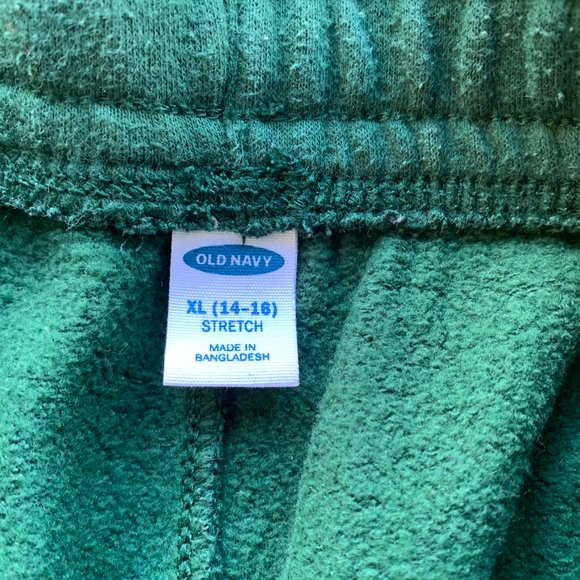 OLD NAVY
XL (14-16)
STRETCH
MADE IN
BANGLADESH